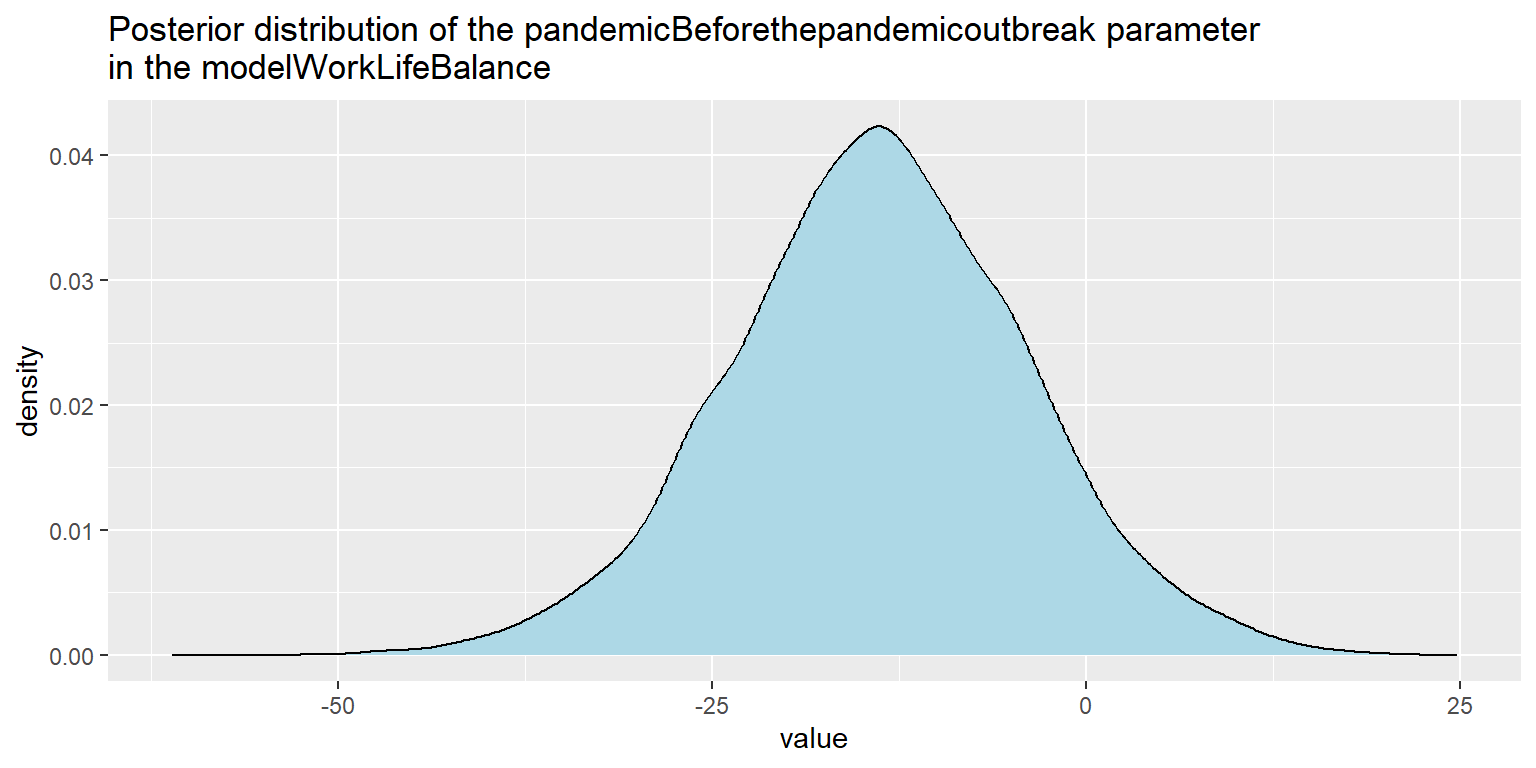 Posterior distribution of the pandemicBeforethepandemicoutbreak parameter
in the modelWorkLifeBalance
0.04
0.03
0.02
0.01
0.00
density
-50
-25
0
25
value